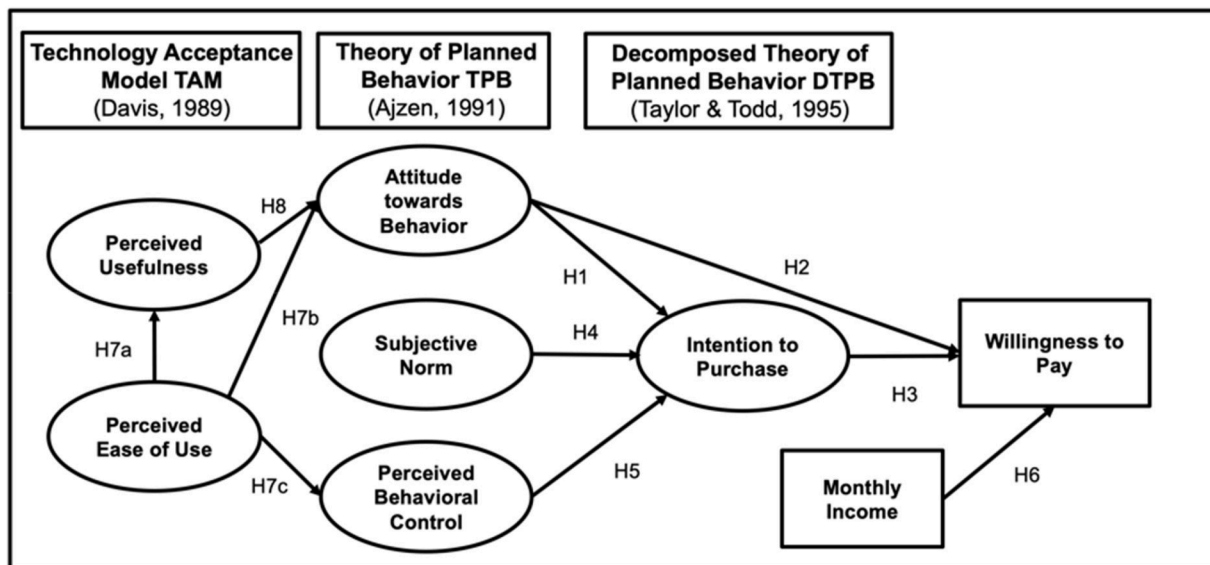 Technology Acceptance
Model TAM
(Davis, 1989)
Theory of Planned
Behavior TPB
(Ajzen, 1991)
Decomposed Theory of
Planned Behavior DTPB
(Taylor & Todd, 1995)
Attitude
towards
Behavior
H8
Perceived
Usefulness
H2
H1
H7b
H7a
H4
Subjective
Norm
Intention to
Purchase
Willingness to
Pay
H3
Perceived
Ease of Use
H7c
H5
H6
Perceived
Behavioral
Control
Monthly
Income